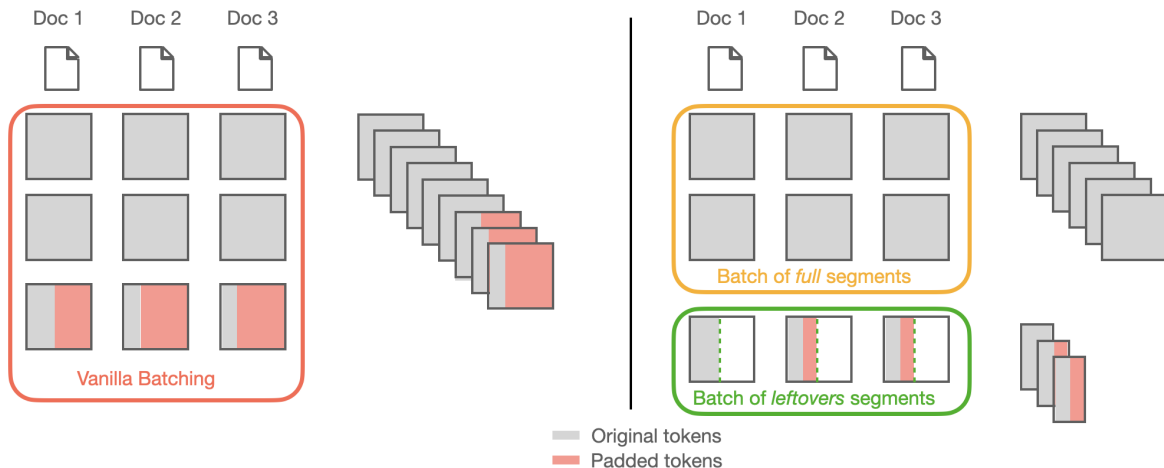 Doc 1 Doc 2 Doc 3
Vanilla Batching
Doc 1 Doc 2 Doc 3
Batch of full segments
Batch of leftovers segments
Original tokens
Padded tokens